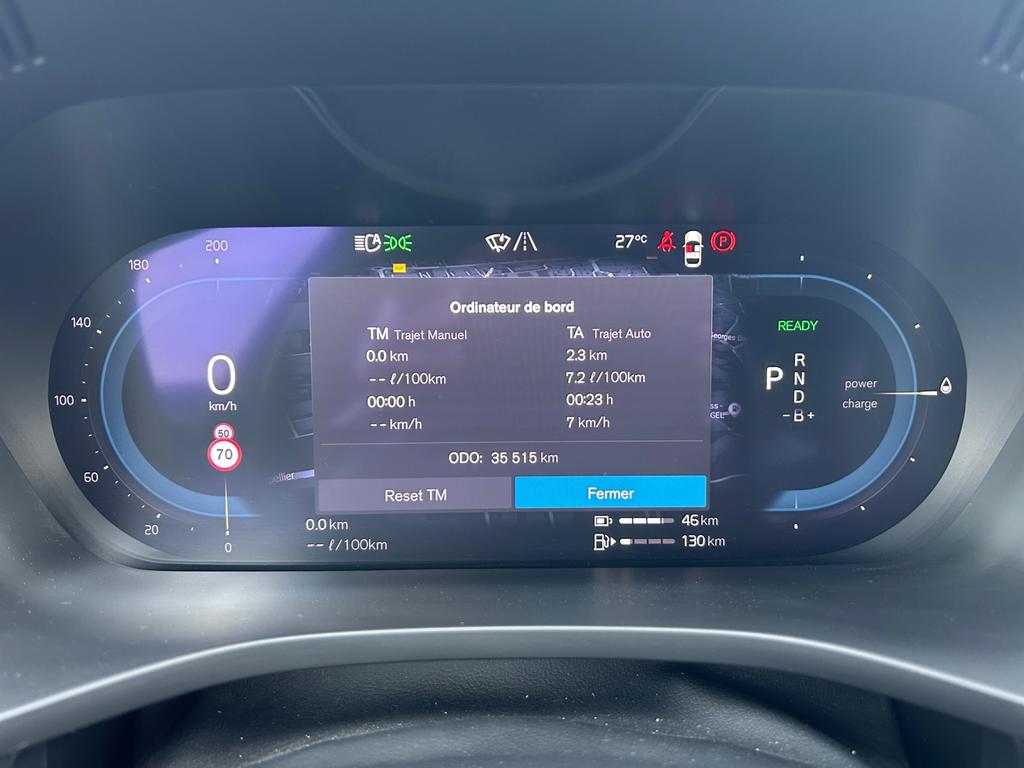 200
180
140
100
60
20
0
27°C
P
Ordinateur de bord
TM Trajet Manuel
0.0 km
-- ℓ/100km
00:00 h
-- km/h
TA Trajet Auto
2.3 km
7.2 ℓ/100km
00:23 h
7 km/h
ODO: 35 515 km
Reset TM
Fermer
0
km/h
50
70
READY
P
R
N
D
-B+
power
charge
0.0 km
-- ℓ/100km
46 km
130 km